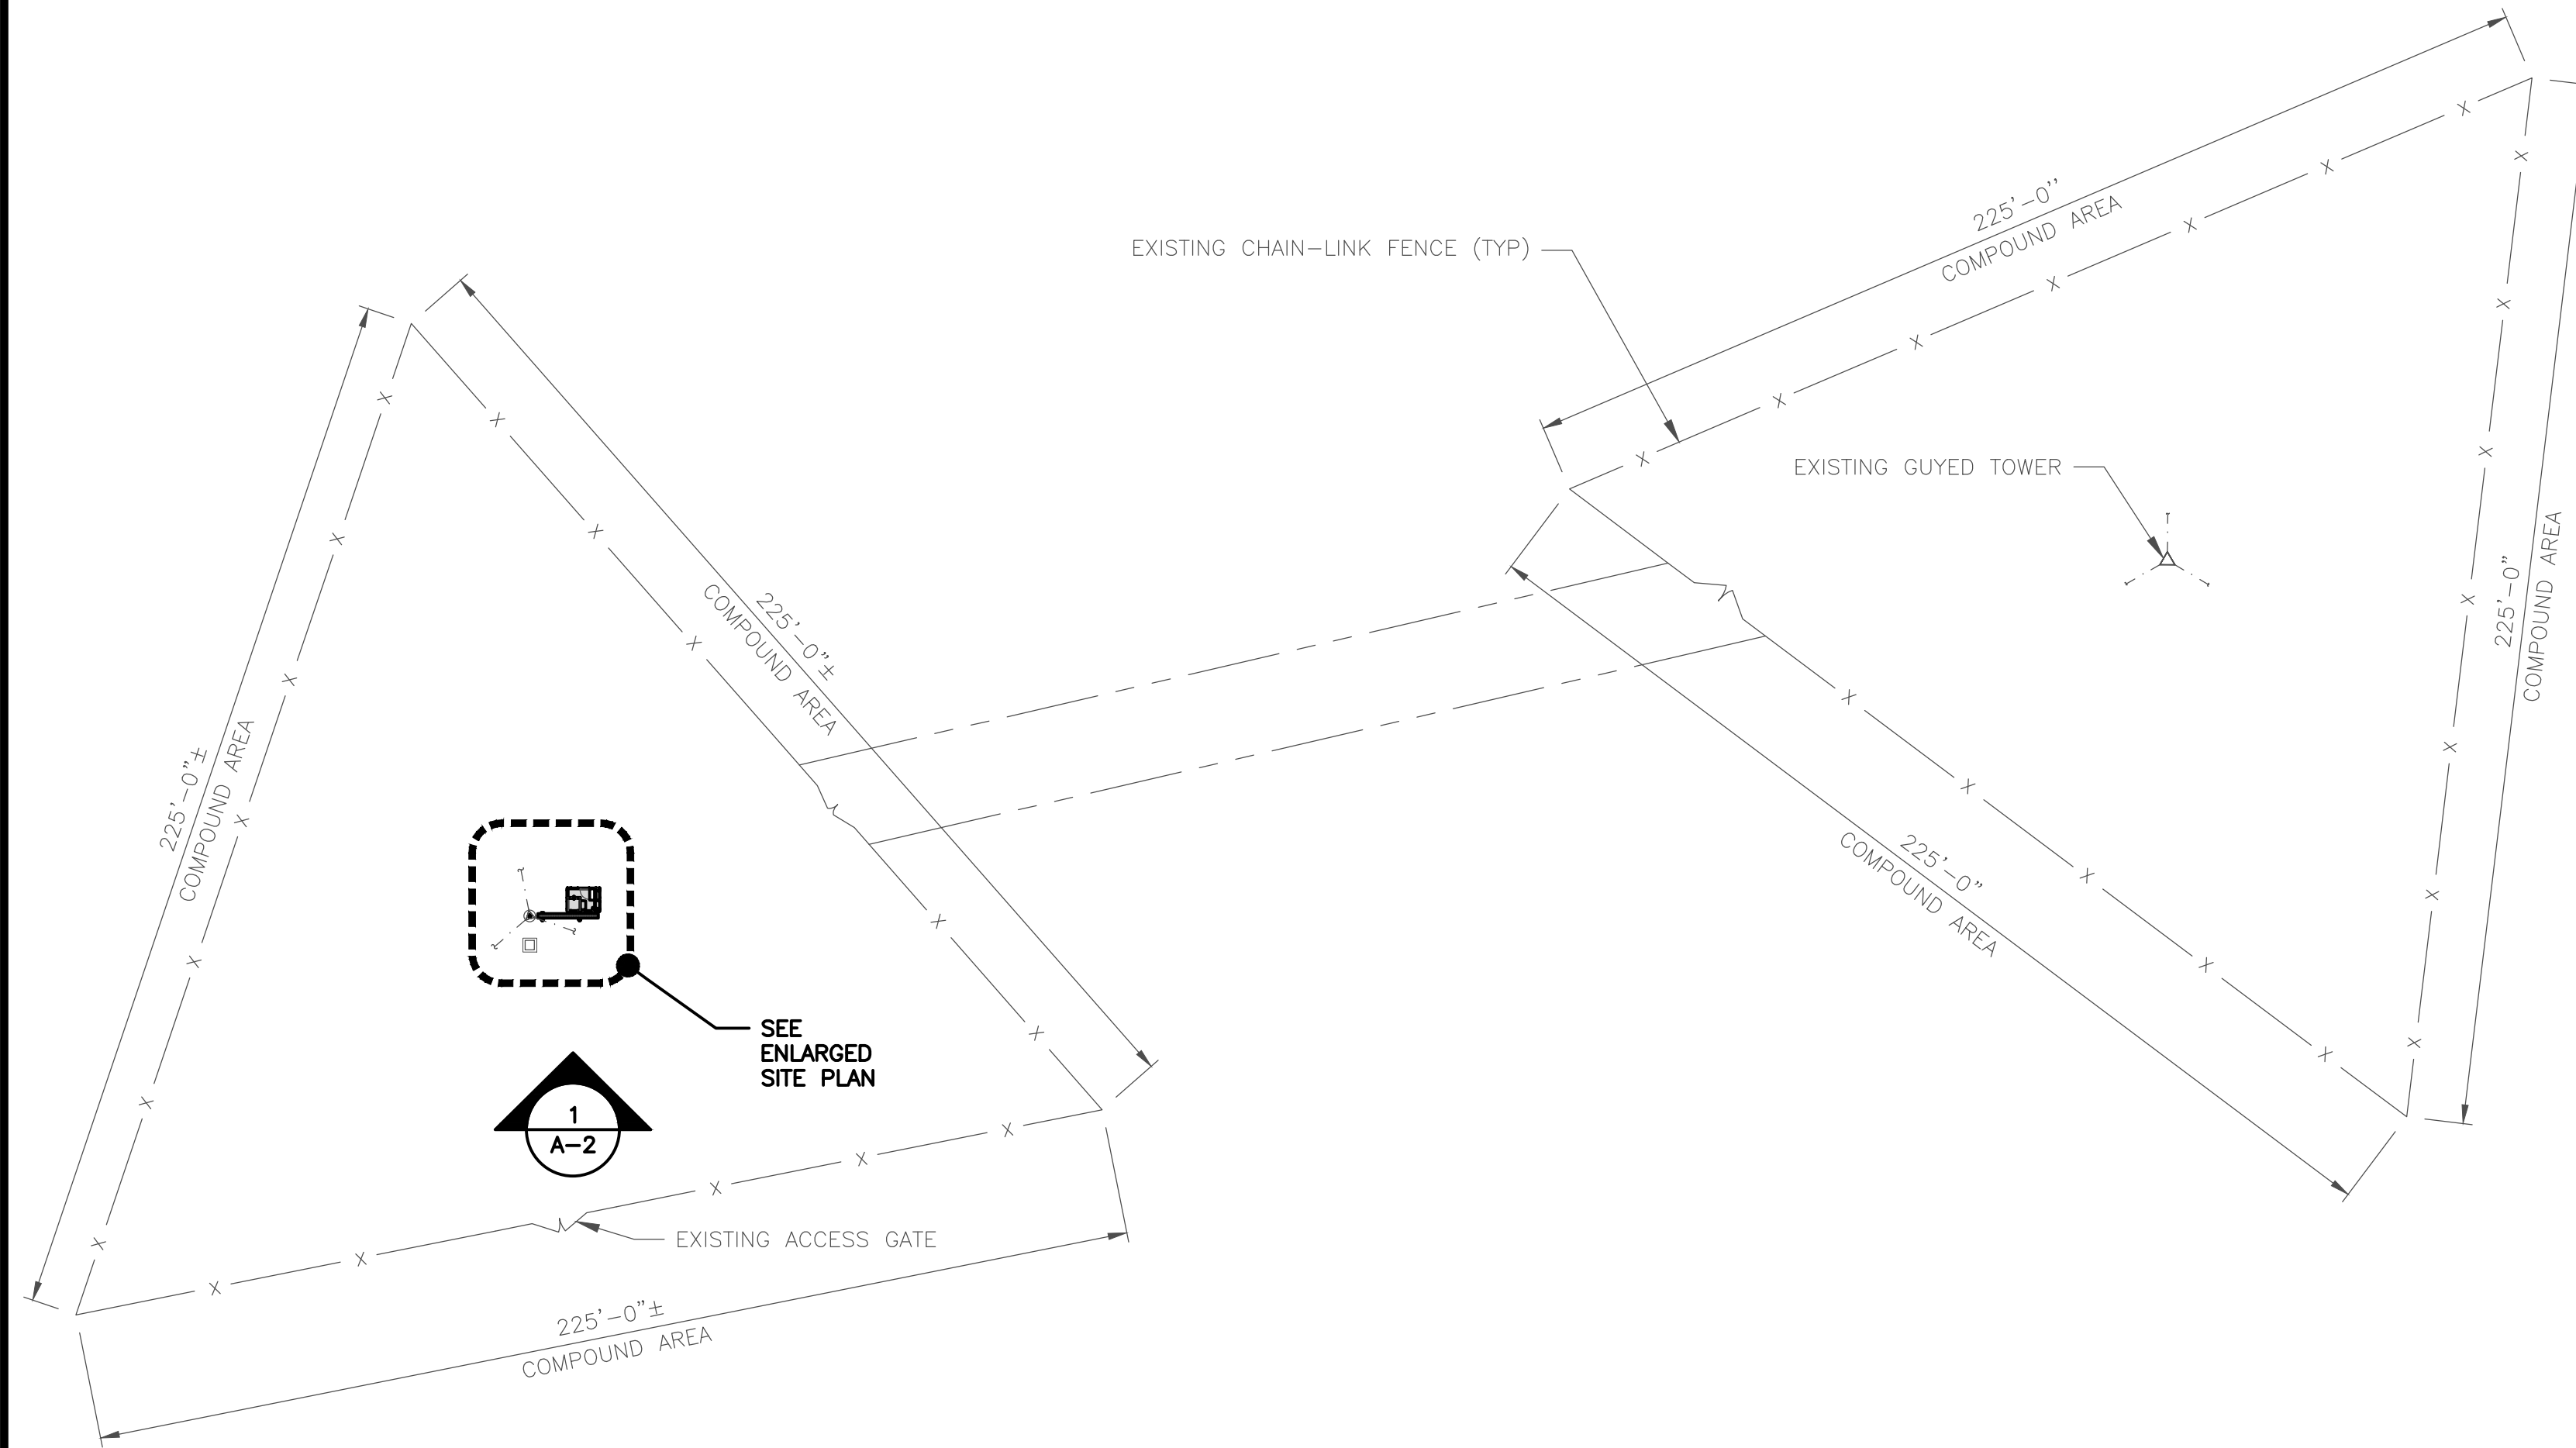 225'-0''
COMPOUND AREA
EXISTING CHAIN-LINK FENCE (TYP)
EXISTING GUYED TOWER
225'-0"
COMPOUND AREA
225'-0"±
COMPOUND AREA
225'-0"±
COMPOUND AREA
225'-0"
COMPOUND AREA
SEE
ENLARGED
SITE PLAN
1
A-2
EXISTING ACCESS GATE
225'-0"±
COMPOUND AREA